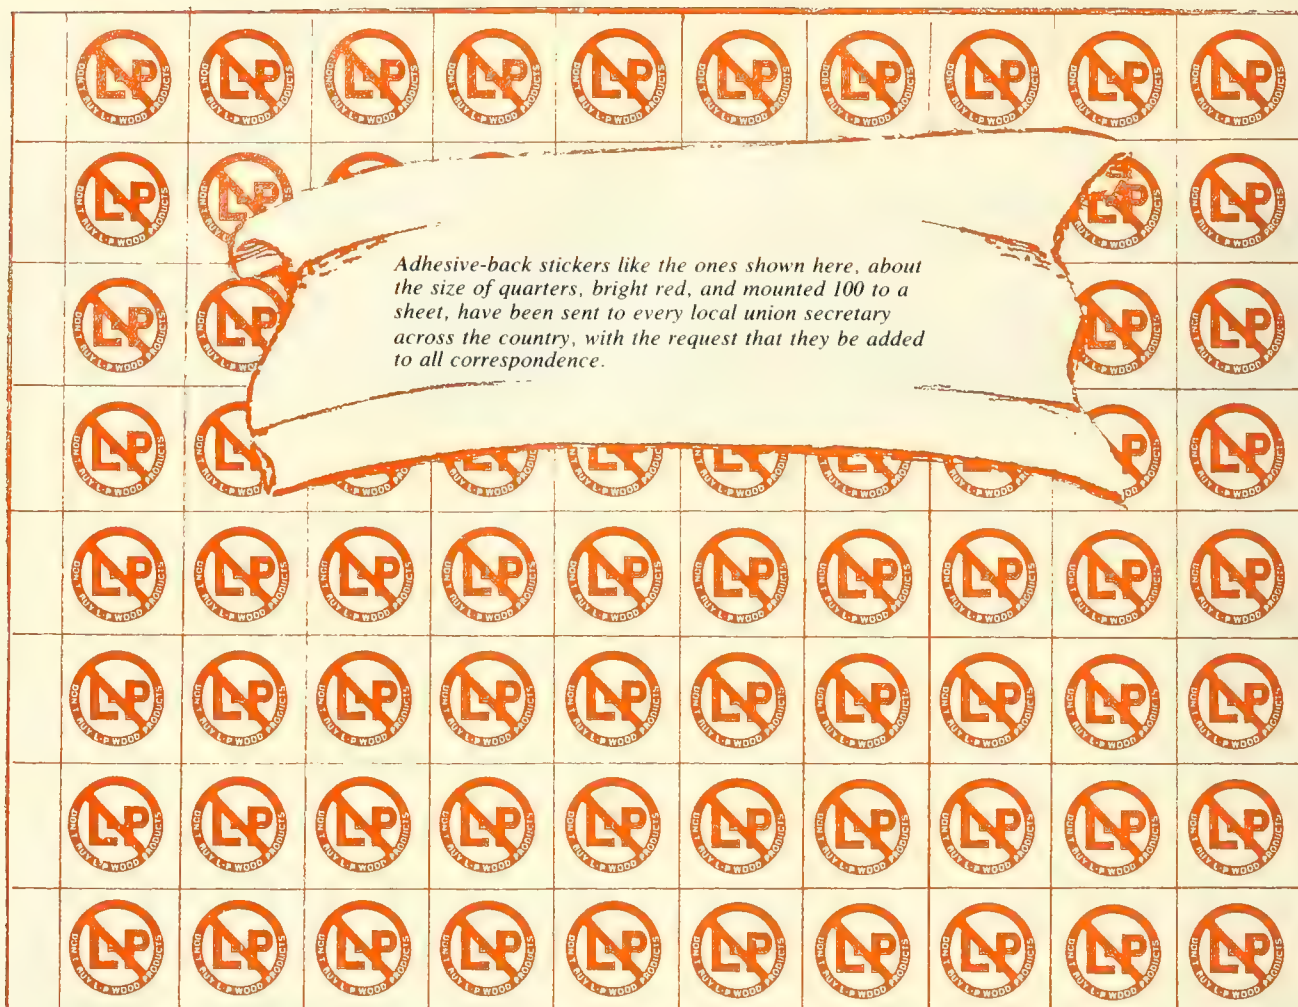 L-P
DON'T BUY L-P WOOD PRODUCTS
Adhesive-back stickers like the ones shown here, about
the size of quarters, bright red, and mounted 100 to a
sheet, have been sent to every local union secretary
across the country, with the request that they be added
to all correspondence.